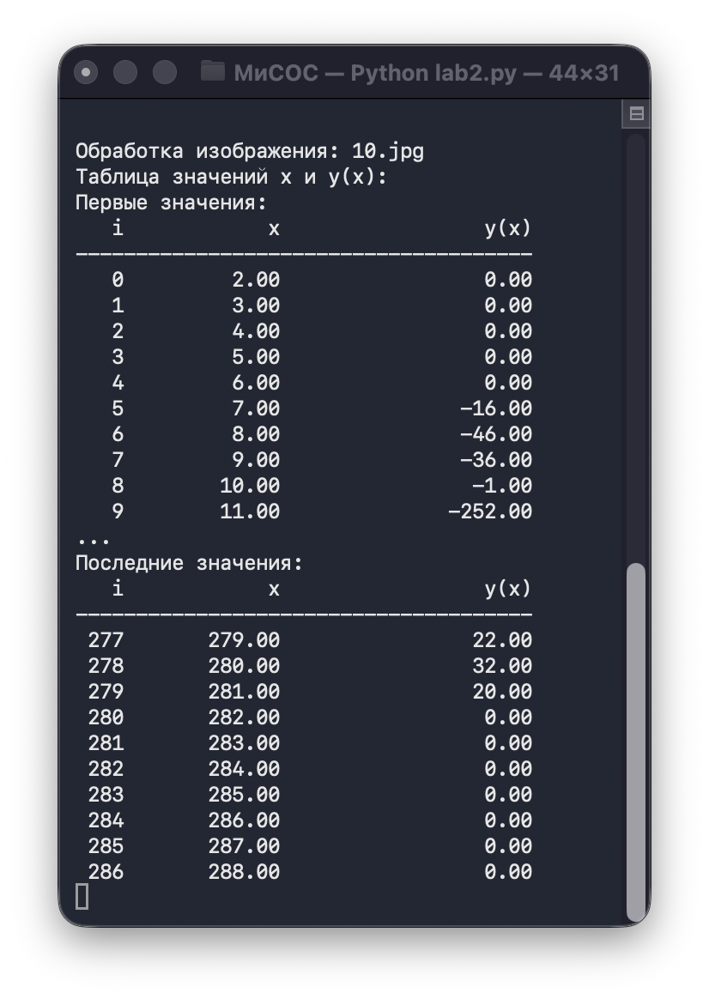 МиСОС — Python lab2.py — 44×31
Обработка изображения: 10.jpg
Таблица значений x и y(x):
Первые значения:
i x y(x)
--------------------------------------
0 2.00 0.00
1 3.00 0.00
2 4.00 0.00
3 5.00 0.00
4 6.00 0.00
5 7.00 -16.00
6 8.00 -46.00
7 9.00 -36.00
8 10.00 -1.00
9 11.00 -252.00
...
Последние значения:
i x y(x)
--------------------------------------
277 279.00 22.00
278 280.00 32.00
279 281.00 20.00
280 282.00 0.00
281 283.00 0.00
282 284.00 0.00
283 285.00 0.00
284 286.00 0.00
285 287.00 0.00
286 288.00 0.00